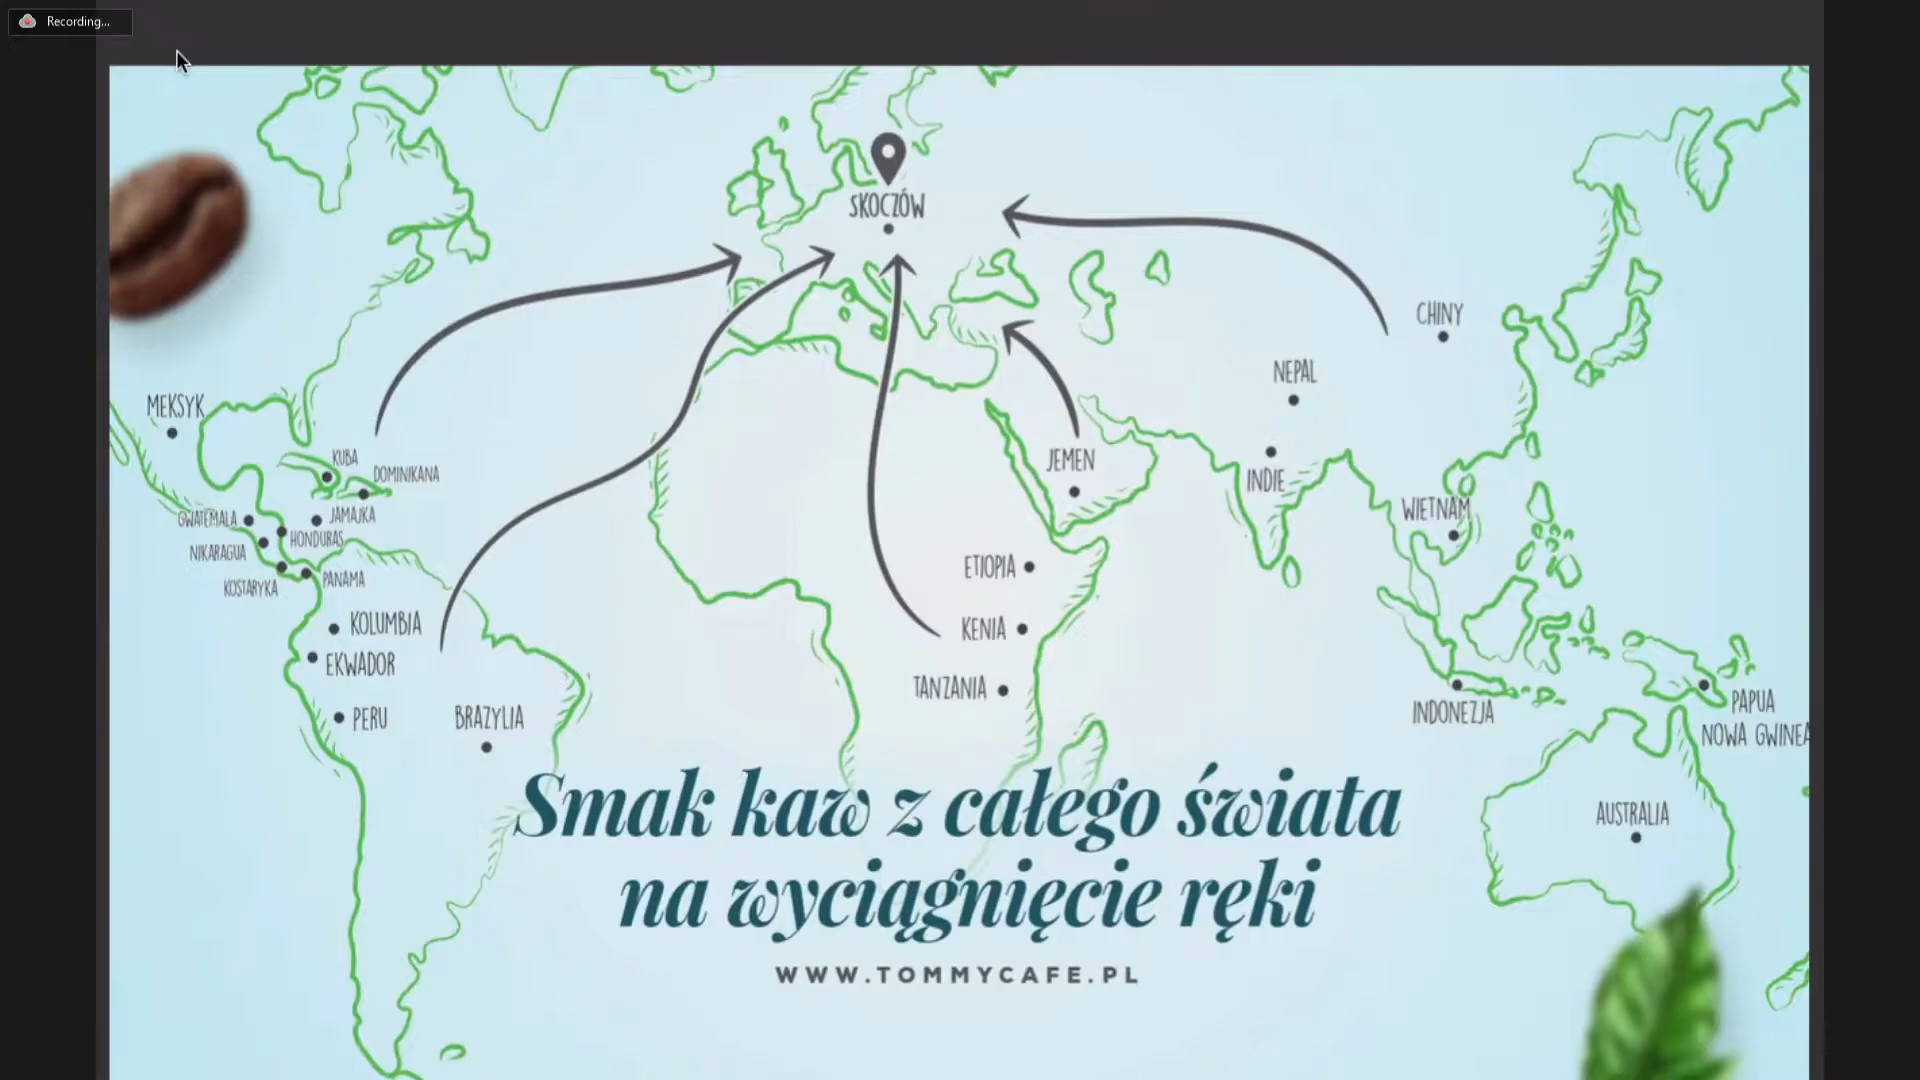 Recording...
SKOCZÓW
CHINY
NEPAL
MEKSYK
KUBA
DOMINIKANA
JEMEN
INDIE
GWATEMALA
JAMAJKA
WIETNAM
HONDURAS
NIKARAGUA
ETIOPIA
KOSTARYKA
PANAMA
KOLUMBIA
KENIA
EKWADOR
TANZANIA
PERU
BRAZYLIA
INDONEZJA
PAPUA
NOWA GWINEA
Smak kaw z całego świata
na wyciągnięcie ręki
AUSTRALIA
WWW.TOMMYCAFE.PL